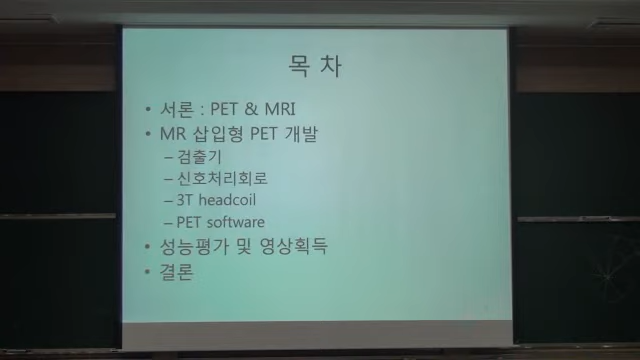 목 차
• 서론 : PET & MRI
• MR 삽입형 PET 개발
– 검출기
– 신호처리회로
– 3T headcoil
– PET software
• 성능평가 및 영상획득
• 결론